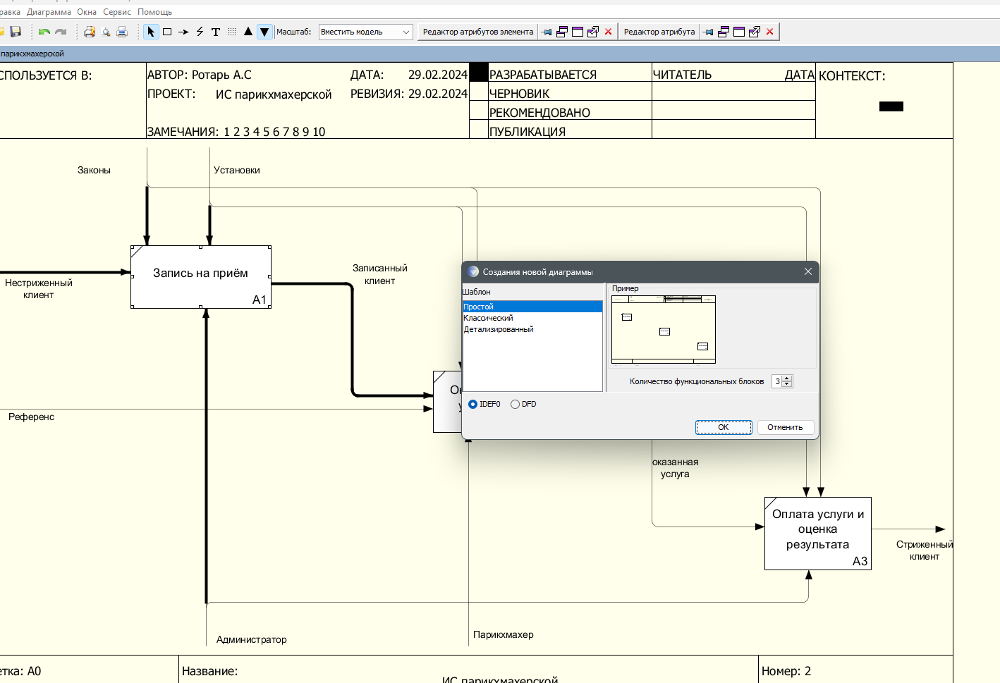 равка Диаграмма Окна Сервис Помощь
Масштаб: Вместить модель Редактор атрибутов элемента Редактор атрибута
парикхмахерской
СПОЛЬЗУЕТСЯ В:
АВТОР: Ротарь А.С ДАТА: 29.02.2024
ПРОЕКТ: ИС парикхмахерской РЕВИЗИЯ: 29.02.2024
ЗАМЕЧАНИЯ: 1 2 3 4 5 6 7 8 9 10
РАЗРАБАТЫВАЕТСЯ
ЧЕРНОВИК
РЕКОМЕНДОВАНО
ПУБЛИКАЦИЯ
ЧИТАТЕЛЬ ДАТА
КОНТЕКСТ:
Законы
Установки
Запись на приём
A1
Нестриженный
клиент
Записанный
клиент
Создания новой диаграммы
Шаблон
Простой
Классический
Детализированный
Пример
Количество функциональных блоков 3
IDEF0 DFD
OK Отменить
Референс
оказанная
услуга
Оплата услуги и
оценка
результата
A3
Стриженный
клиент
Администратор
Парикхмахер
етка: A0
Название:
ИС парикхмахерской
Номер: 2